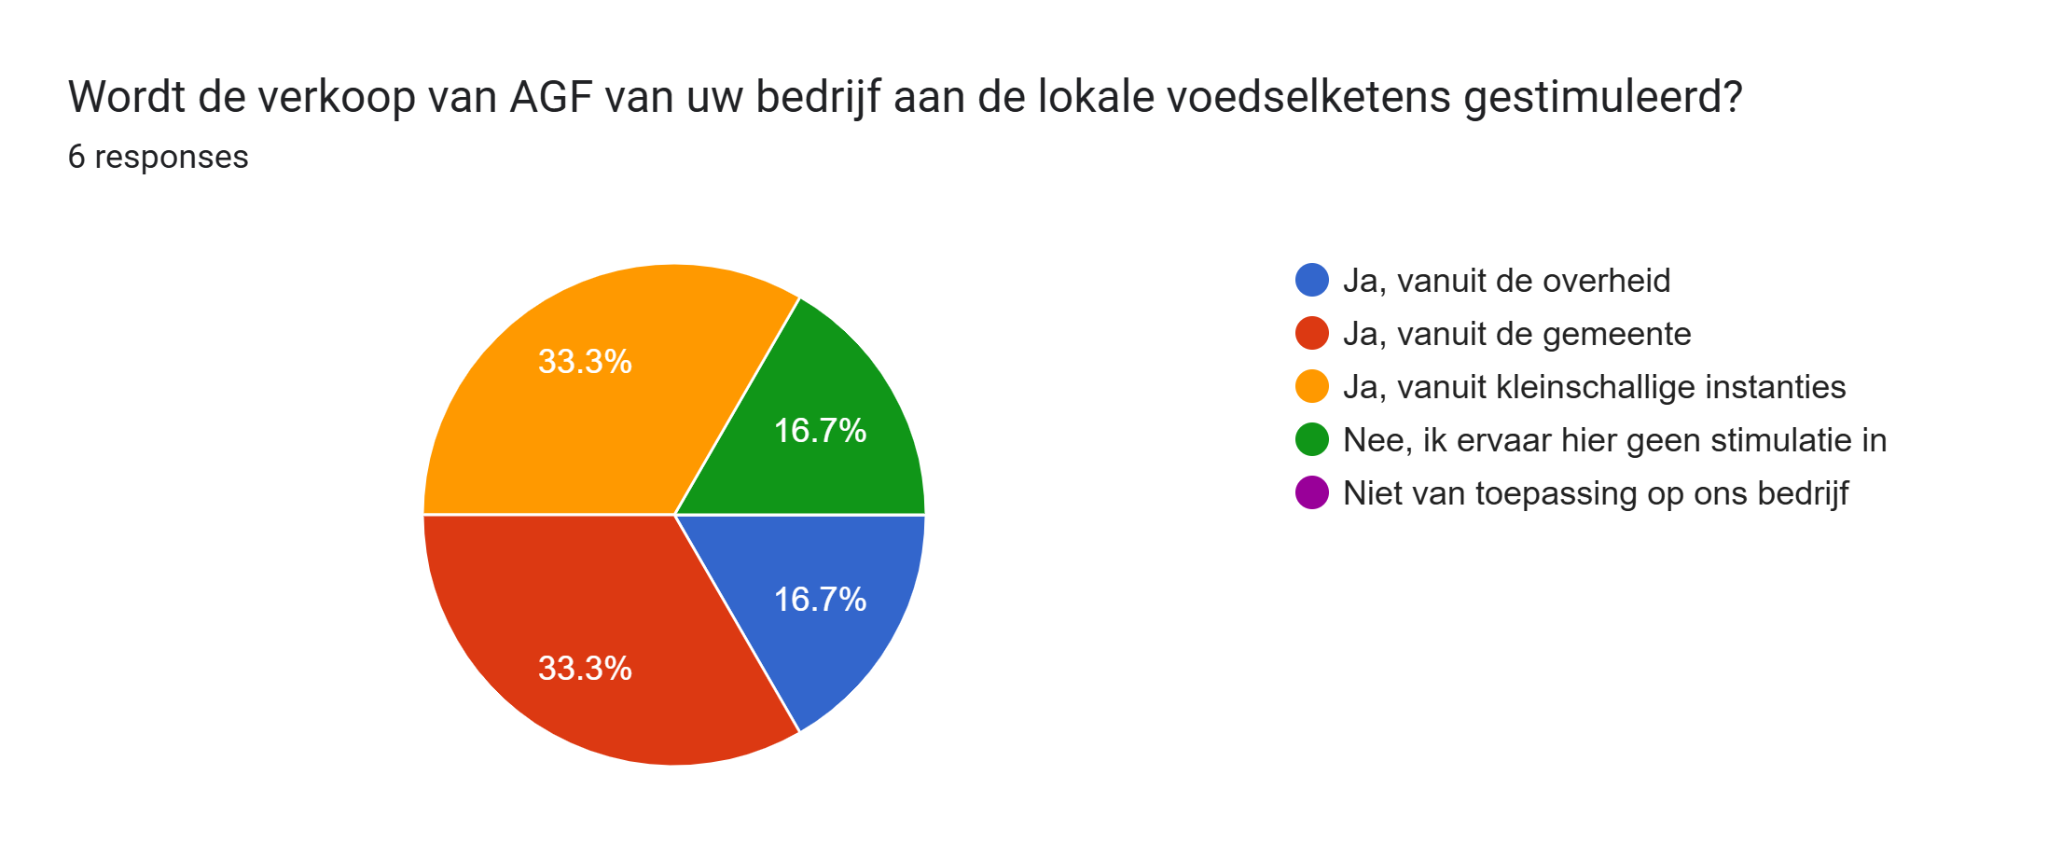 Wordt de verkoop van AGF van uw bedrijf aan de lokale voedselketens gestimuleerd?
6 responses
33.3%
16.7%
16.7%
33.3%
Ja, vanuit de overheid
Ja, vanuit de gemeente
Ja, vanuit kleinschallige instanties
Nee, ik ervaar hier geen stimulatie in
Niet van toepassing op ons bedrijf